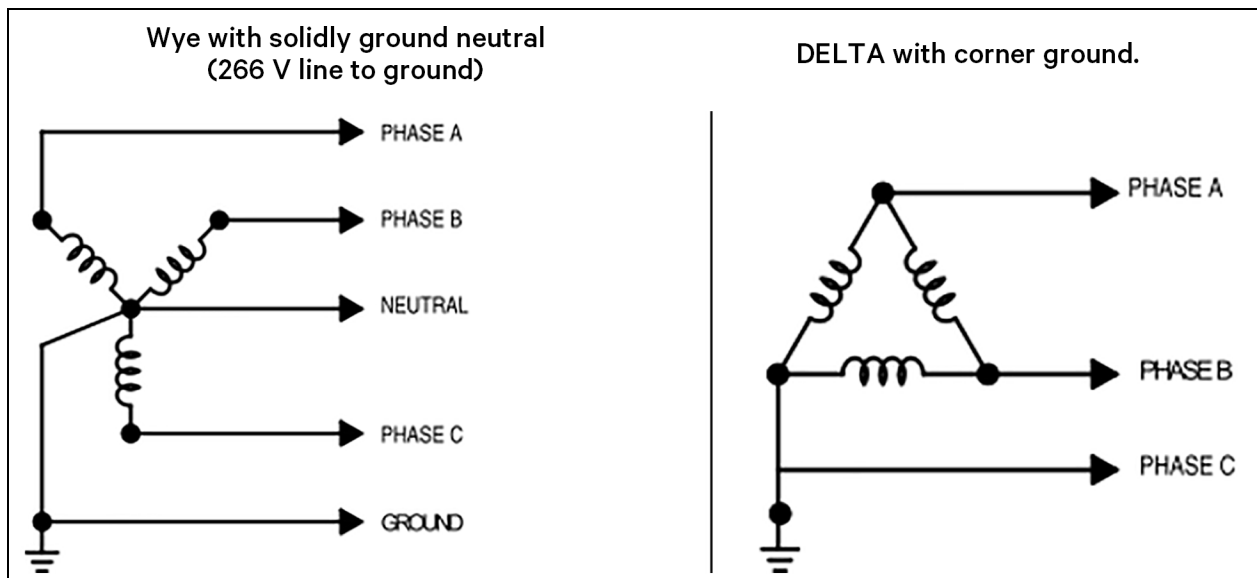 Wye with solidly ground neutral
(266 V line to ground)
PHASE A
PHASE B
NEUTRAL
PHASE C
GROUND
DELTA with corner ground.
PHASE A
PHASE B
PHASE C